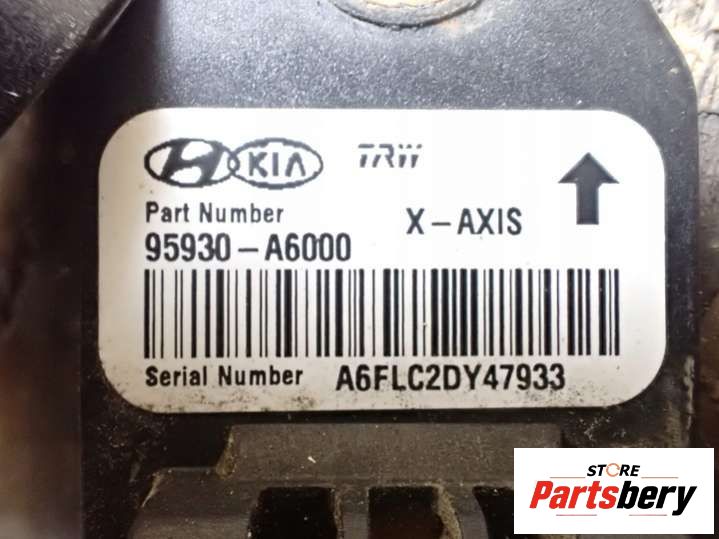 KIA TRW
Part Number
95930-A6000 X-AXIS
Serial Number A6FLC2DY47933
STORE
Partsbery